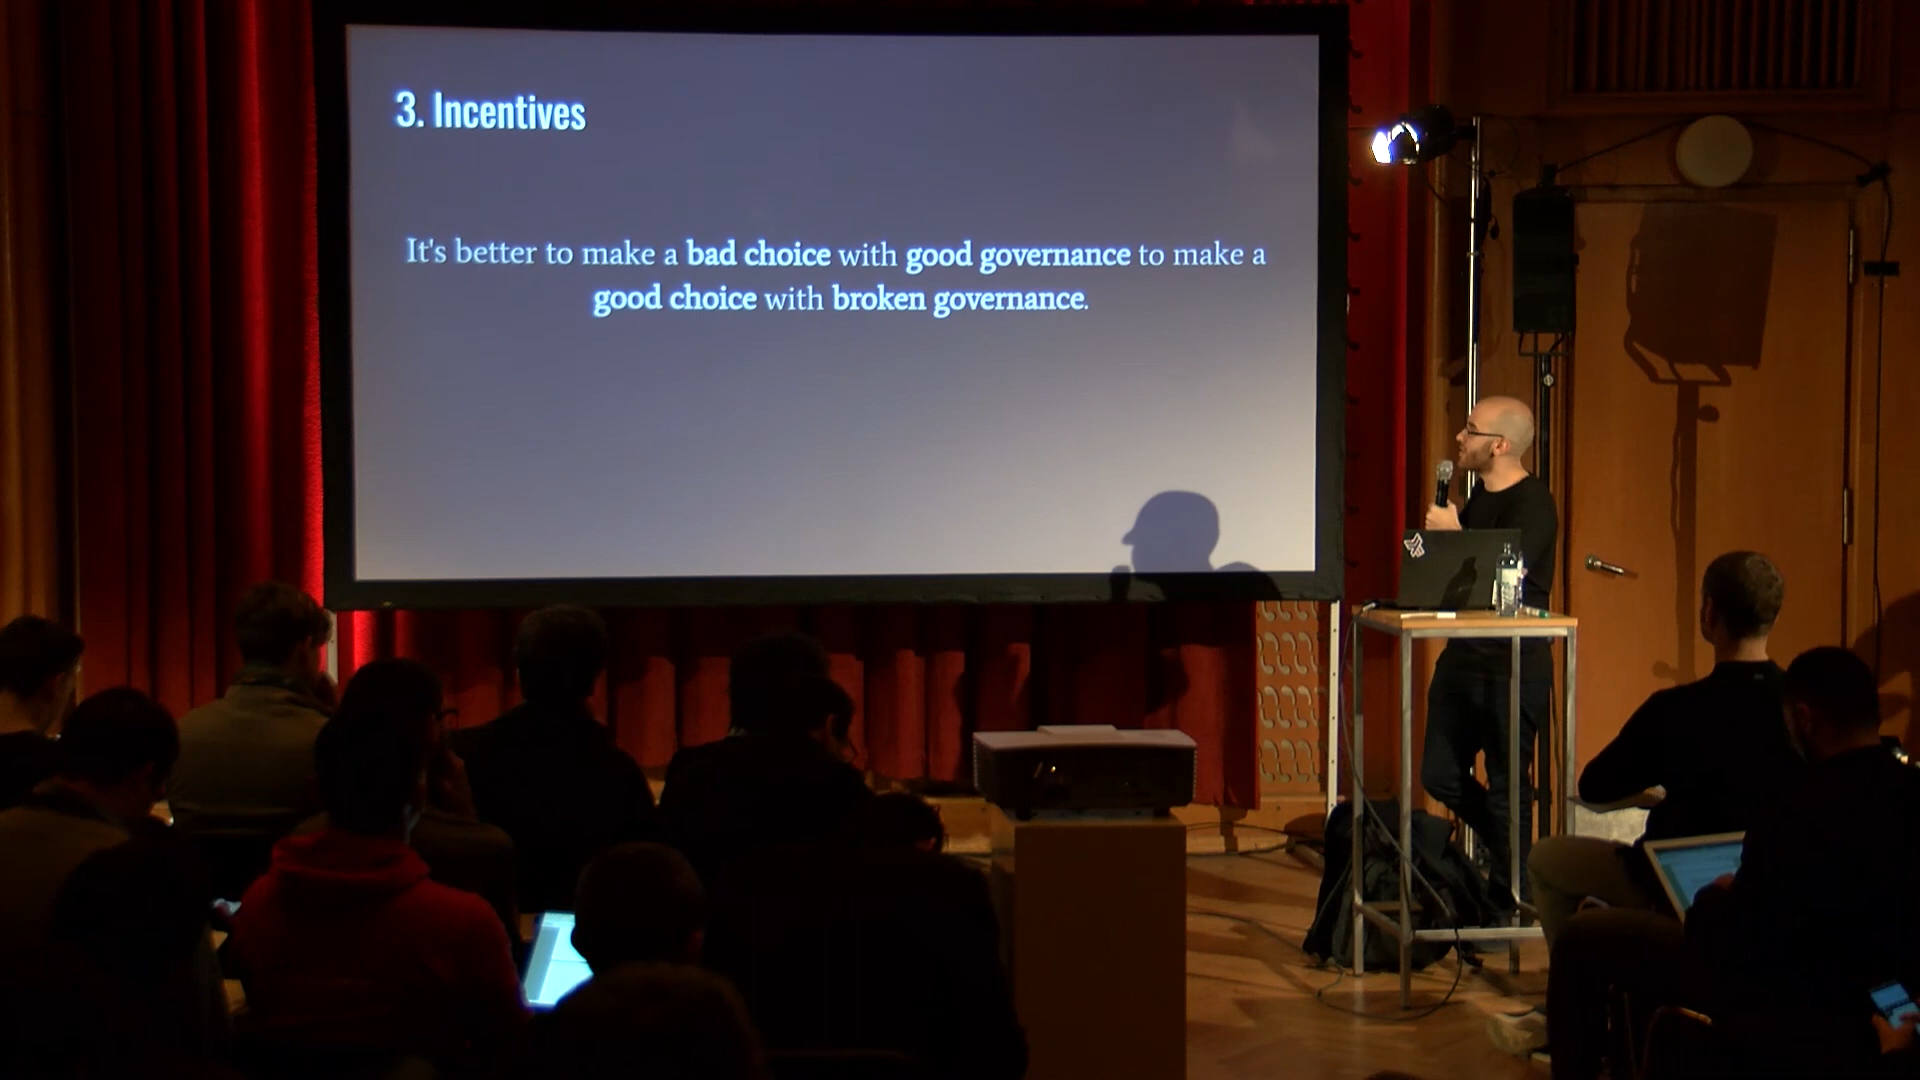 3. Incentives
It's better to make a bad choice with good governance to make a
good choice with broken governance.